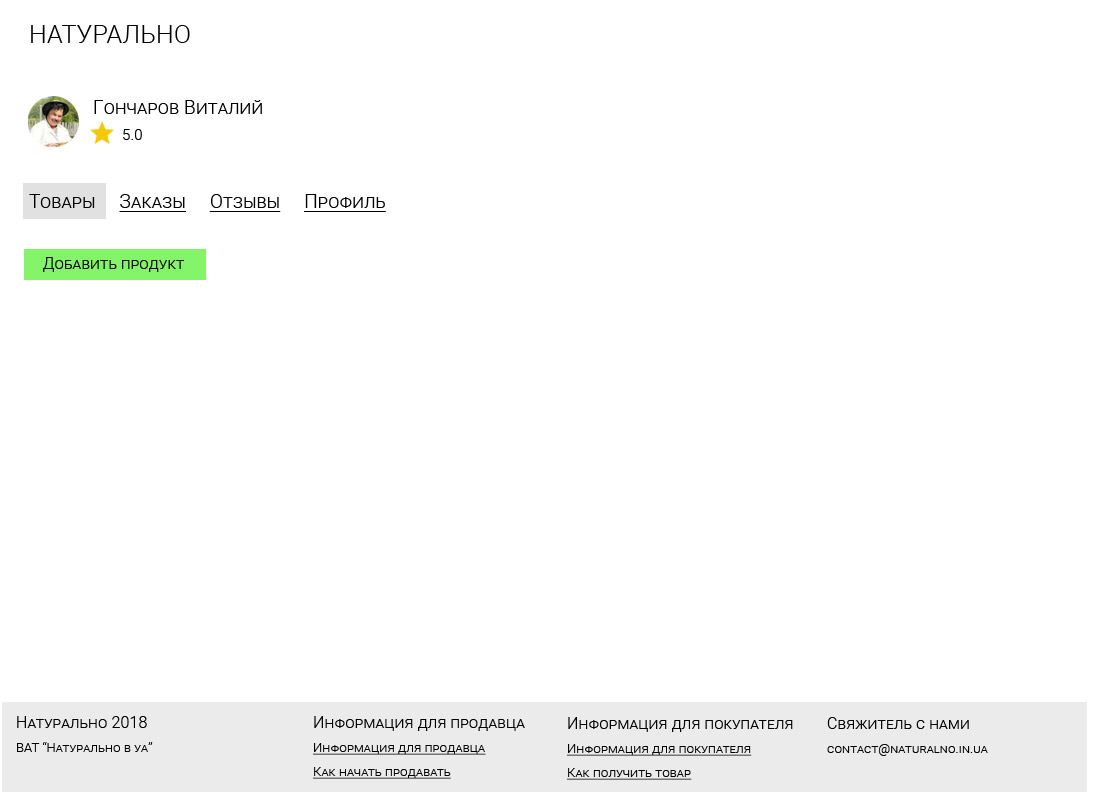 НАТУРАЛЬНО
Гончаров Виталий
5.0
Товары Заказы Отзывы Профиль
Добавить продукт
Натурально 2018
ВАТ “Натурально в уа”
Информация для продавца
Информация для продавца
Как начать продавать
Информация для покупателя
Информация для покупателя
Как получить товар
Свяжитель с нами
contact@naturalno.in.ua